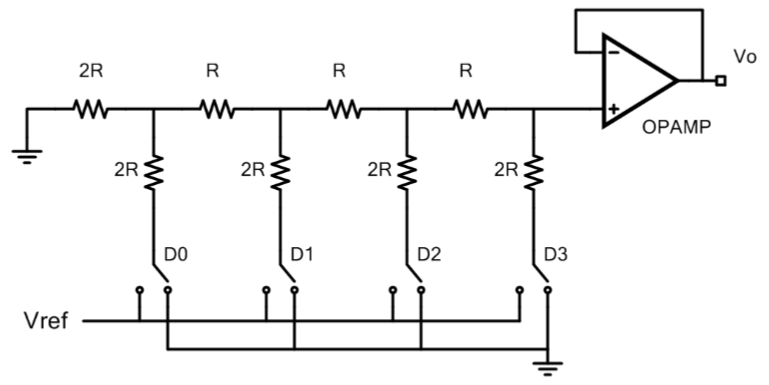 2R R R R
Vo
OPAMP
2R 2R 2R 2R
D0 D1 D2 D3
Vref